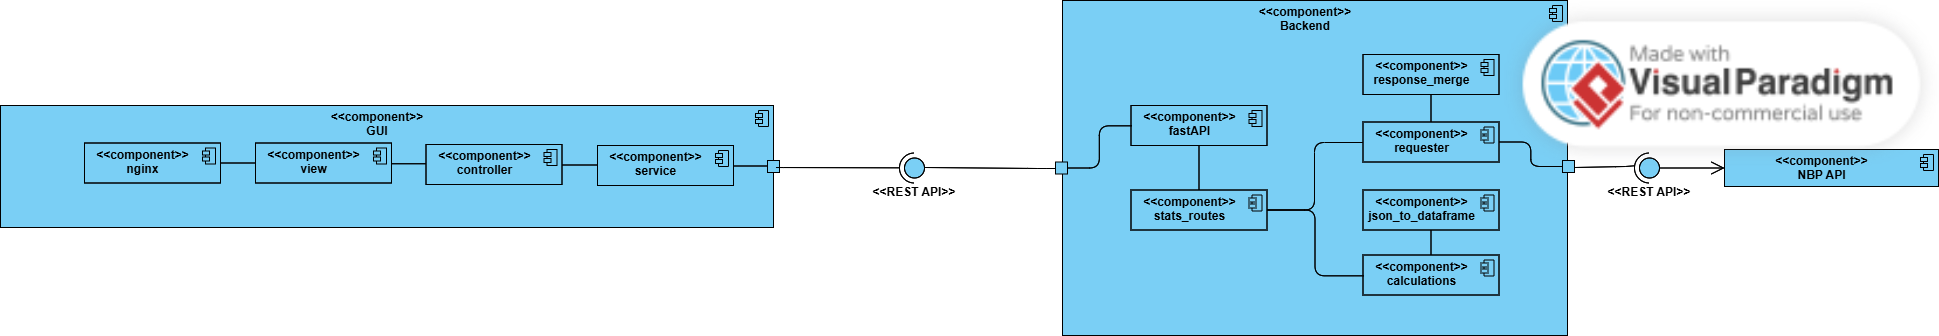 <<component>>
GUI
<<component>>
nginx
<<component>>
view
<<component>>
controller
<<component>>
service
<<REST API>>
<<component>>
Backend
<<component>>
fastAPI
<<component>>
stats_routes
<<component>>
response_merge
<<component>>
requester
<<component>>
json_to_dataframe
<<component>>
calculations
<<REST API>>
<<component>>
NBP API
Made with
Visual Paradigm
For non-commercial use